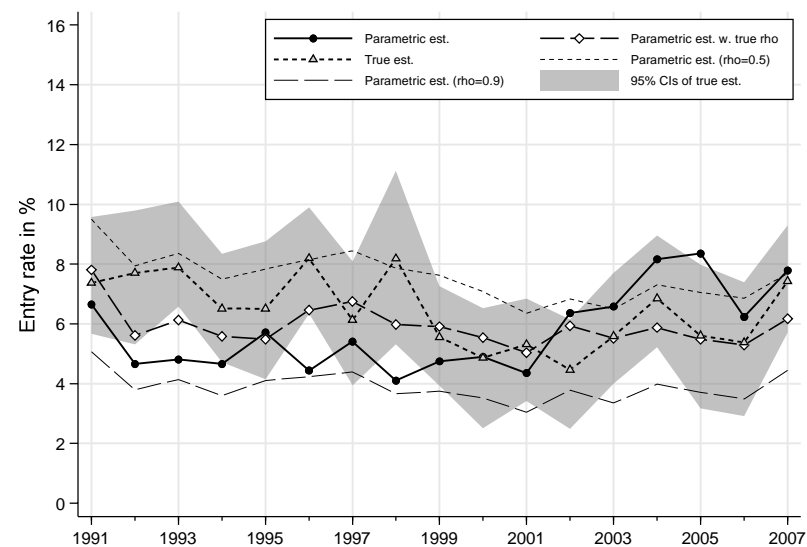 Parametric est.
Parametric est. w. true rho
True est.
Parametric est. (rho=0.5)
Parametric est. (rho=0.9)
95% CIs of true est.
Entry rate in %
16
14
12
10
8
6
4
2
0
1991 1993 1995 1997 1999 2001 2003 2005 2007